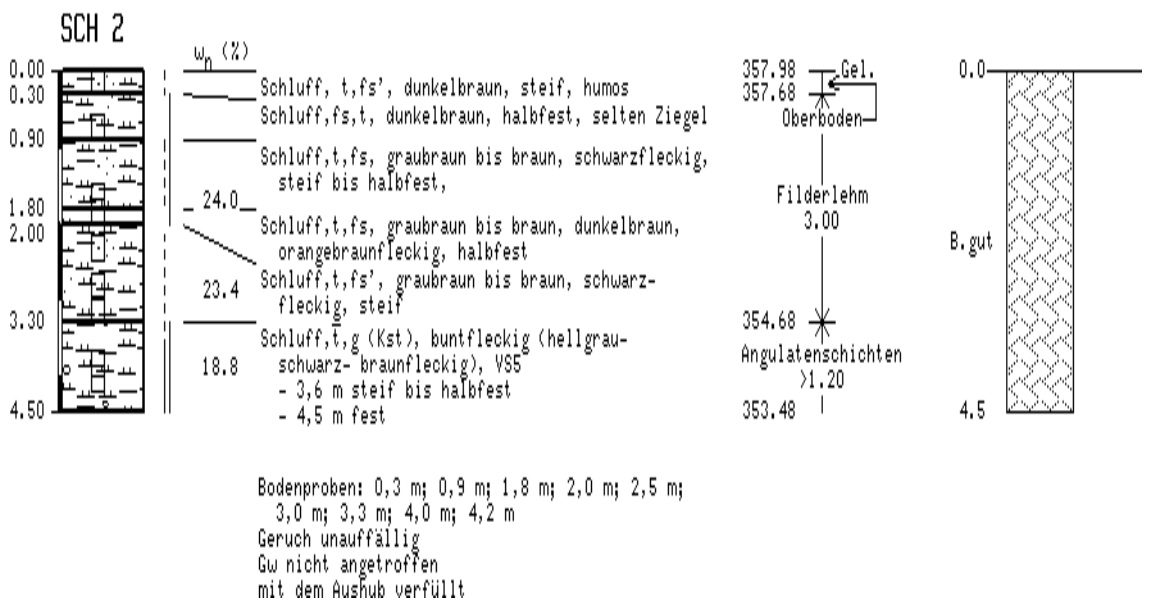 SCH 2
wn (%)
0.00
0.30
0.90
1.80
2.00
3.30
4.50
24.0
23.4
18.8
Schluff, t,fs', dunkelbraun, steif, humos
Schluff,fs,t, dunkelbraun, halbfest, selten Ziegel
Schluff,t,fs, graubraun bis braun, schwarzfleckig,
steif bis halbfest,
Schluff,t,fs, graubraun bis braun, dunkelbraun,
orangebraunfleckig, halbfest
Schluff,t,fs', graubraun bis braun, schwarz-
fleckig, steif
Schluff,t̄,g (Kst), buntfleckig (hellgrau-
schwarz- braunfleckig), VS5
- 3,6 m steif bis halbfest
- 4,5 m fest
357.98
Gel.
357.68
Oberboden
Filderlehm
3.00
354.68
Angulatenschichten
>1.20
353.48
0.0
B.gut
4.5
Bodenproben: 0,3 m; 0,9 m; 1,8 m; 2,0 m; 2,5 m;
3,0 m; 3,3 m; 4,0 m; 4,2 m
Geruch unauffällig
Gw nicht angetroffen
mit dem Aushub verfüllt